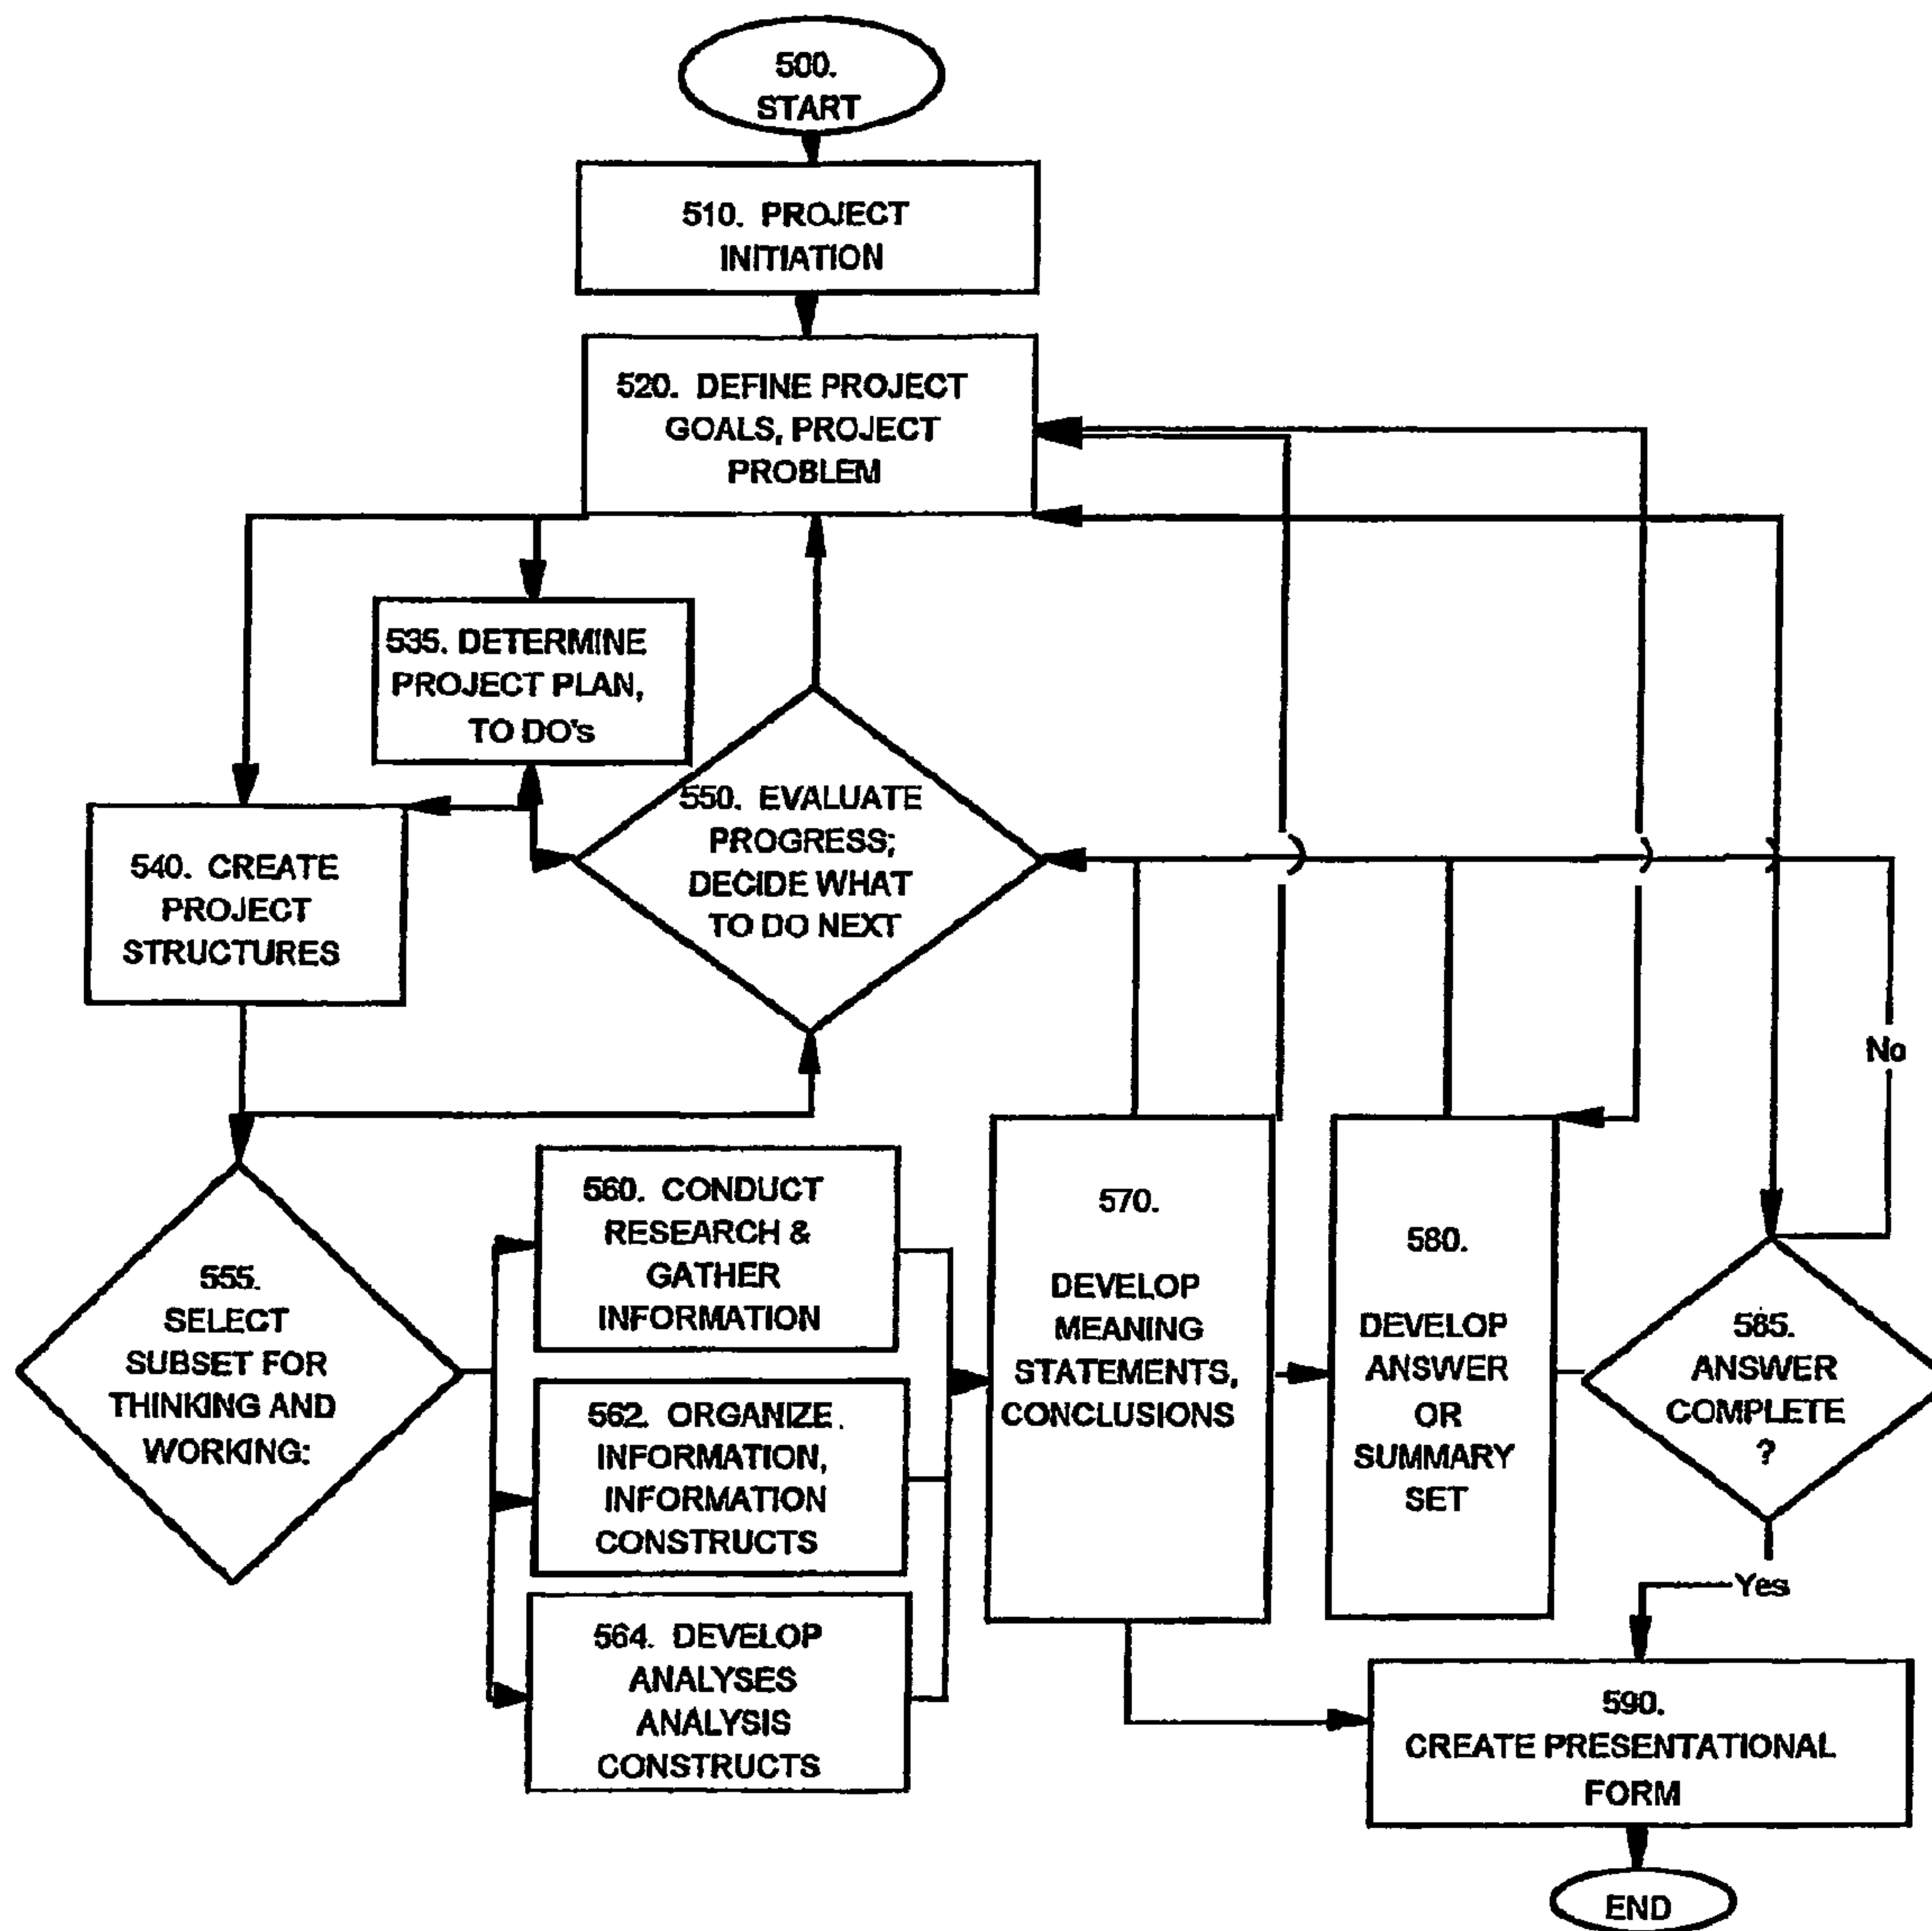 500.
START
510. PROJECT
INITIATION
520. DEFINE PROJECT
GOALS, PROJECT
PROBLEM
535. DETERMINE
PROJECT PLAN,
TO DO's
550. EVALUATE
PROGRESS;
DECIDE WHAT
TO DO NEXT
540. CREATE
PROJECT
STRUCTURES
No
555.
SELECT
SUBSET FOR
THINKING AND
WORKING:
560. CONDUCT
RESEARCH &
GATHER
INFORMATION
562. ORGANIZE
INFORMATION,
INFORMATION
CONSTRUCTS
564. DEVELOP
ANALYSES
ANALYSIS
CONSTRUCTS
570.
DEVELOP
MEANING
STATEMENTS,
CONCLUSIONS
580.
DEVELOP
ANSWER
OR
SUMMARY
SET
585.
ANSWER
COMPLETE
?
Yes
590.
CREATE PRESENTATIONAL
FORM
END